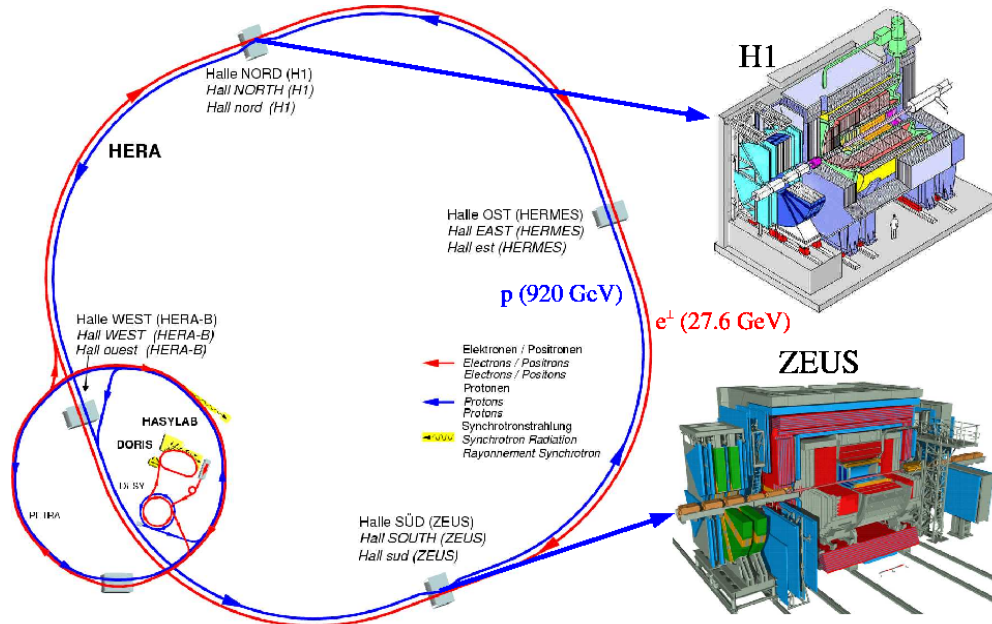 Halle NORD (H1)
Hall NORTH (H1)
Hall nord (H1)
H1
HERA
Halle OST (HERMES)
Hall EAST (HERMES)
Hall est (HERMES)
p (920 GeV)
e± (27.6 GeV)
Halle WEST (HERA-B)
Hall WEST (HERA-B)
Hall ouest (HERA-B)
Elektronen / Positronen
Electrons / Positrons
Electrons / Positons
Protonen
Protons
Protons
Synchrotronstrahlung
Synchrotron Radiation
Rayonnement Synchrotron
ZEUS
HASYLAB
DORIS
DESY
PETRA
Halle SÜD (ZEUS)
Hall SOUTH (ZEUS)
Hall sud (ZEUS)